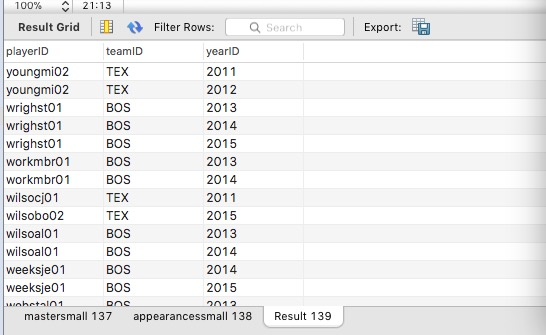 100% 21:13
Result Grid Filter Rows: Search Export:
playerID teamID yearID
youngmi02 TEX 2011
youngmi02 TEX 2012
wrighst01 BOS 2013
wrighst01 BOS 2014
wrighst01 BOS 2015
workmbr01 BOS 2013
workmbr01 BOS 2014
wilsocj01 TEX 2011
wilsobo02 TEX 2015
wilsoal01 BOS 2013
wilsoal01 BOS 2014
weeksje01 BOS 2014
weeksje01 BOS 2015
webstal01 BOS 2013
mastersmall 137 appearancessmall 138 Result 139